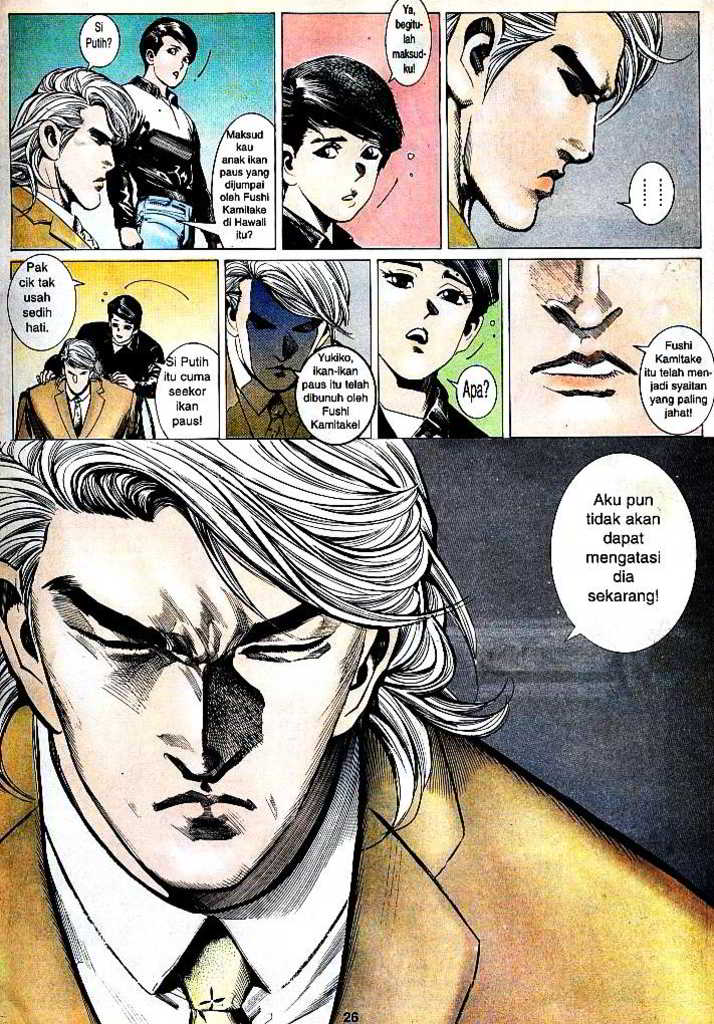 Si
Putih?
Maksud
kau
anak ikan
paus yang
dijumpai
oleh Fushi
Kamitake
di Hawaii
itu?
Ya,
begitu-
lah
maksud-
ku!
......
Pak
cik tak
usah
sedih
hati.
Si Putih
itu cuma
seekor
ikan
paus!
Yukiko,
ikan-ikan
paus itu telah
dibunuh oleh
Fushi
Kamitake!
Apa?
Fushi
Kamitake
itu telah
men-
jadi syaitan
yang paling
jahat!
Aku pun
tidak akan
dapat
mengatasi
dia
sekarang!
26